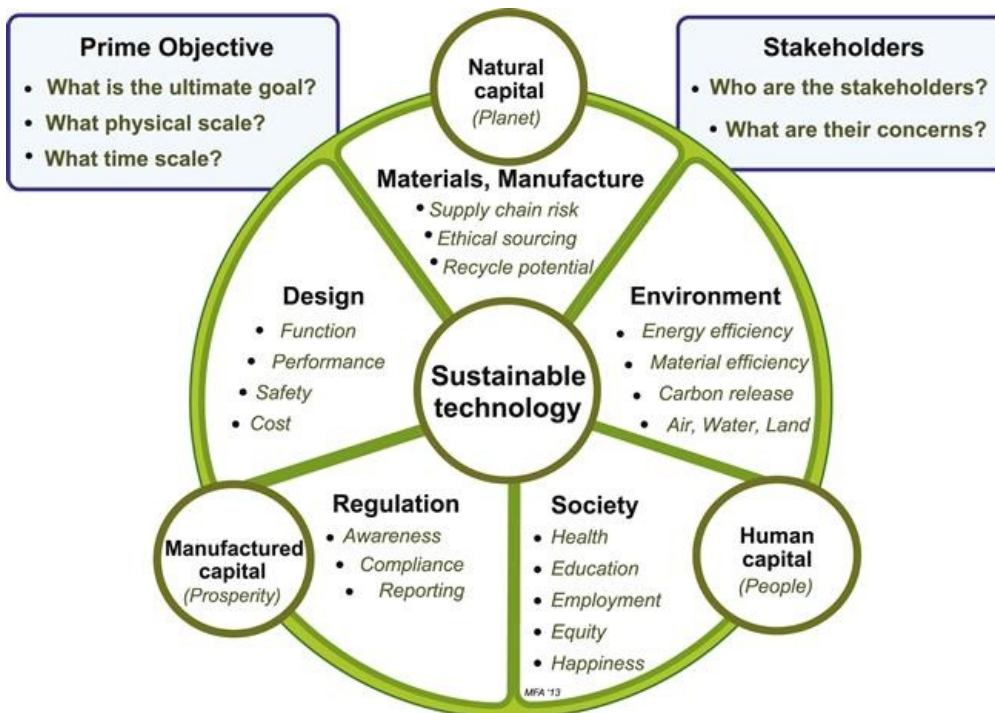 Prime Objective
• What is the ultimate goal?
• What physical scale?
• What time scale?
Natural
capital
(Planet)
Stakeholders
• Who are the stakeholders?
• What are their concerns?
Materials, Manufacture
• Supply chain risk
• Ethical sourcing
• Recycle potential
Design
• Function
• Performance
• Safety
• Cost
Sustainable
technology
Environment
• Energy efficiency
• Material efficiency
• Carbon release
• Air, Water, Land
Manufactured
capital
(Prosperity)
Regulation
• Awareness
• Compliance
• Reporting
Society
• Health
• Education
• Employment
• Equity
• Happiness
Human
capital
(People)
MFA '13